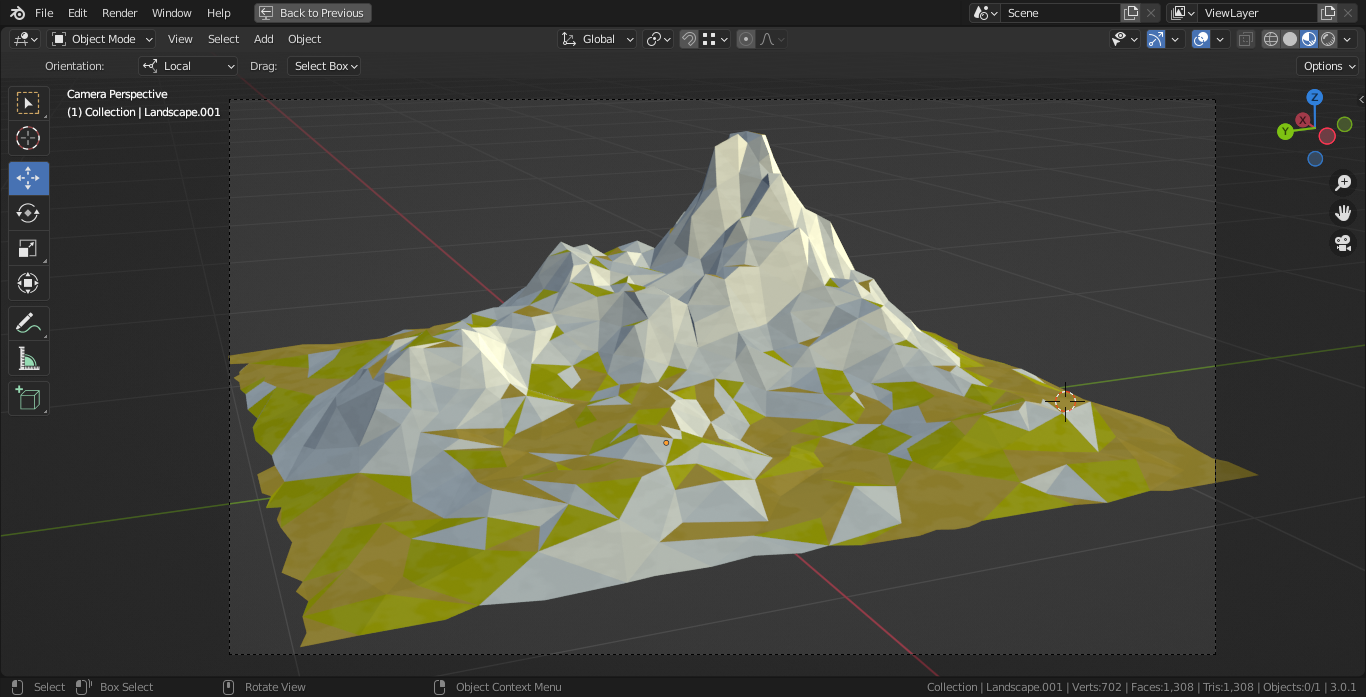 File Edit Render Window Help Back to Previous Scene ViewLayer
Object Mode View Select Add Object Global
Orientation: Local Drag: Select Box Options
Camera Perspective
(1) Collection | Landscape.001
Z
X
Y
Select Box Select Rotate View Object Context Menu Collection | Landscape.001 | Verts:702 | Faces:1,308 | Tris:1,308 | Objects:0/1 | 3.0.1